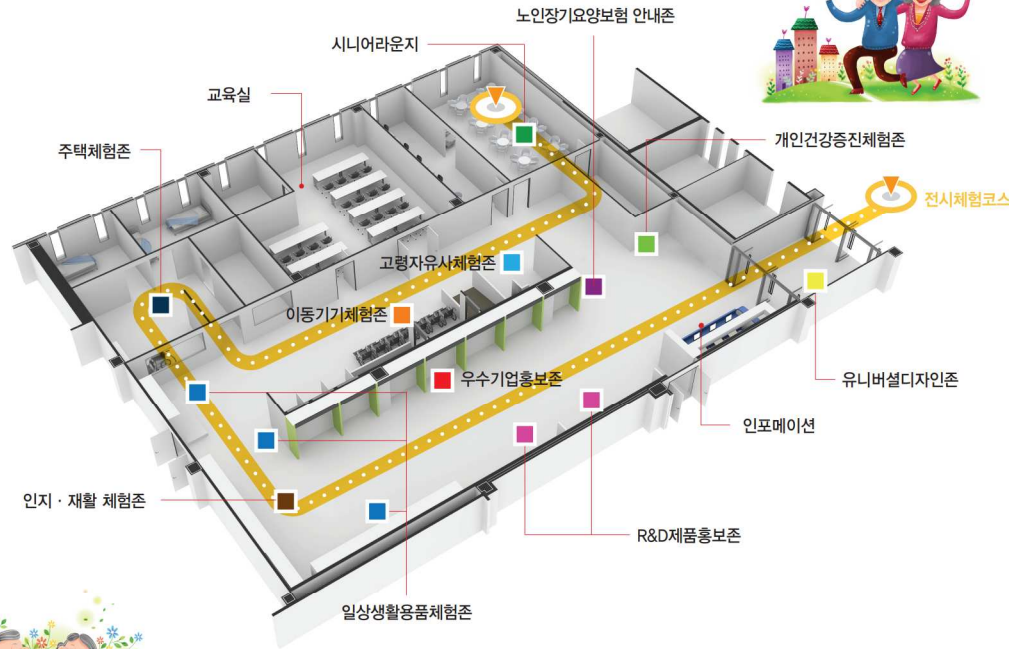 노인장기요양보험 안내존
시니어라운지
교육실
개인건강증진체험존
주택체험존
전시체험코스
고령자유사체험존
이동기기체험존
우수기업홍보존
유니버셜디자인존
인포메이션
인지 · 재활 체험존
R&D제품홍보존
일상생활용품체험존